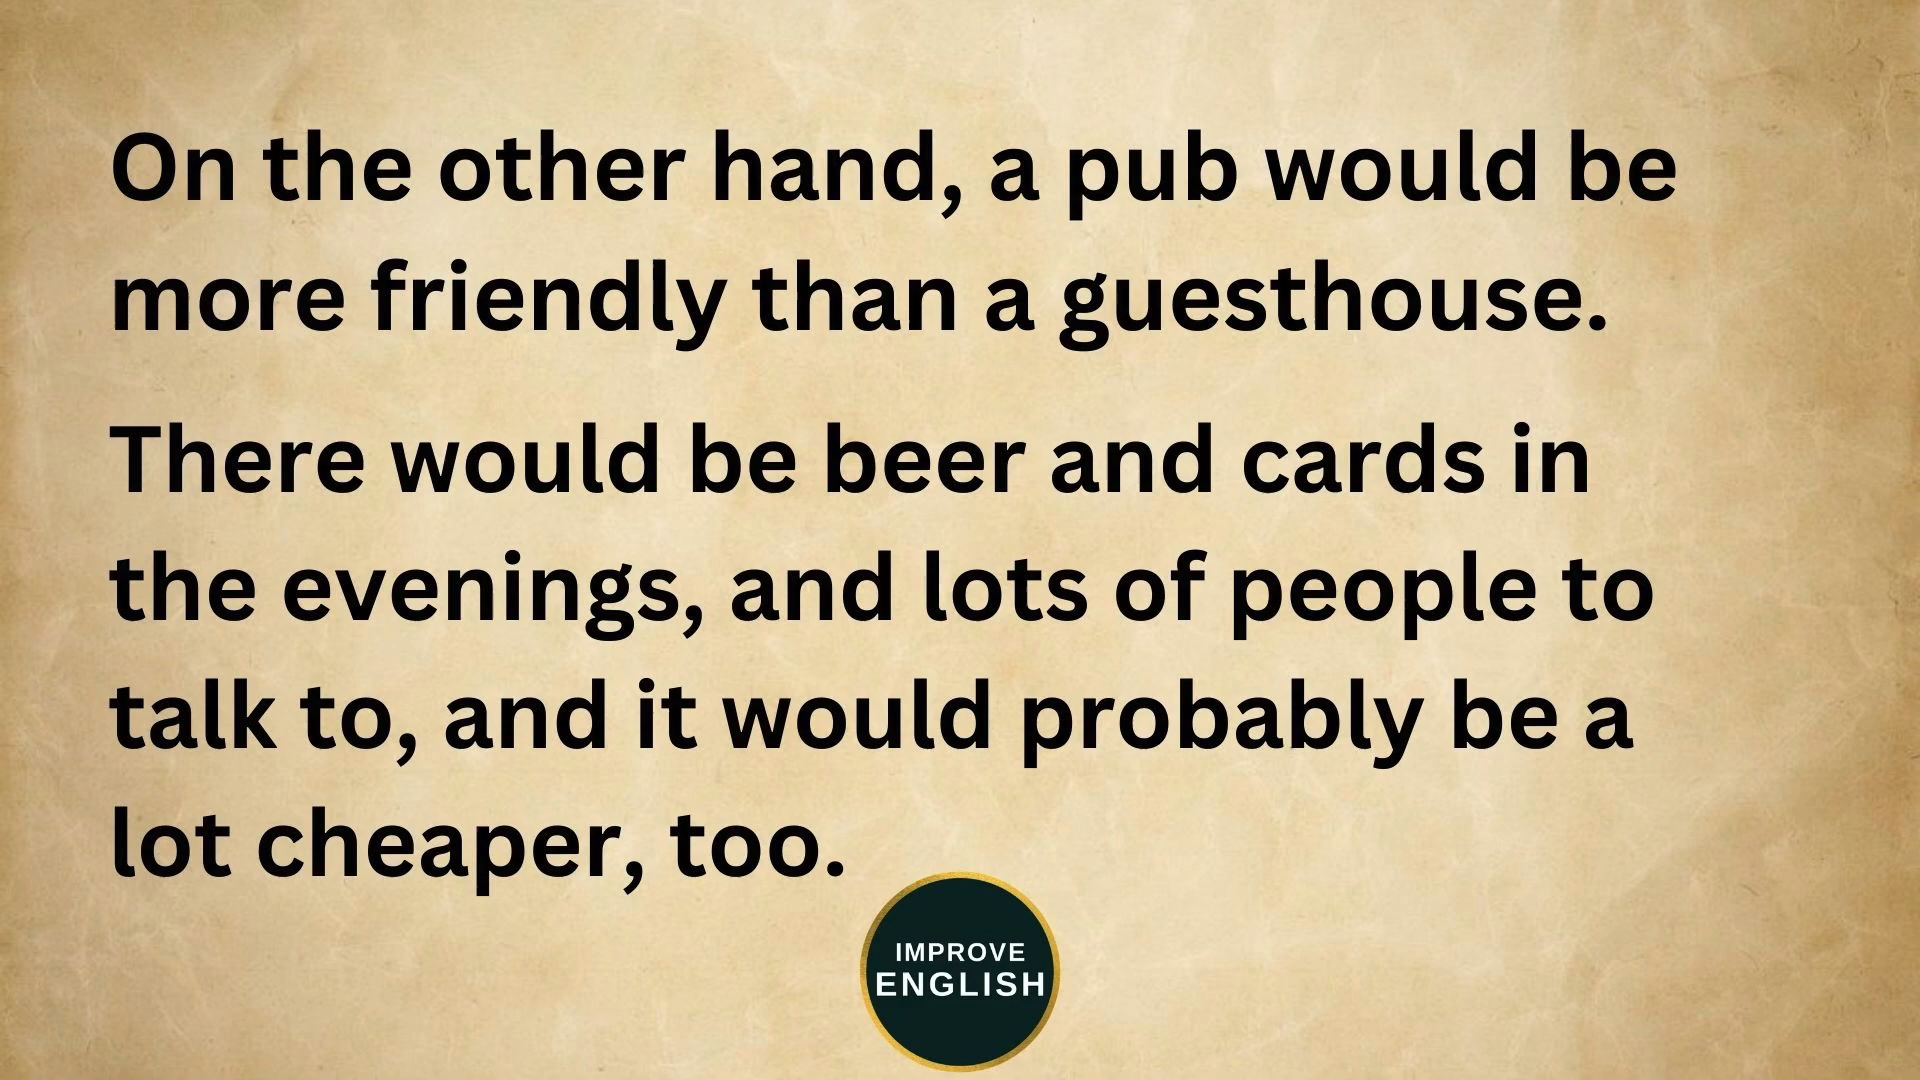 On the other hand, a pub would be
more friendly than a guesthouse.
There would be beer and cards in
the evenings, and lots of people to
talk to, and it would probably be a
lot cheaper, too.
IMPROVE
ENGLISH